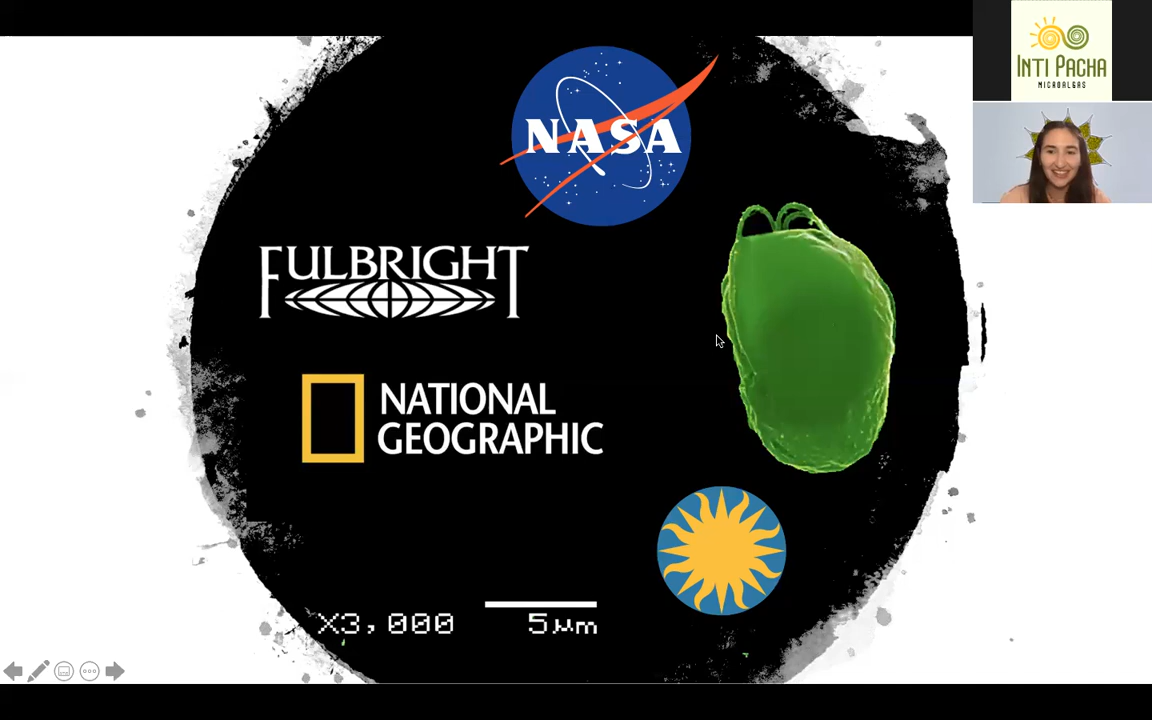 NASA
INTI PACHA
MICROALGAS
FULBRIGHT
NATIONAL
GEOGRAPHIC
X3,000 5µm